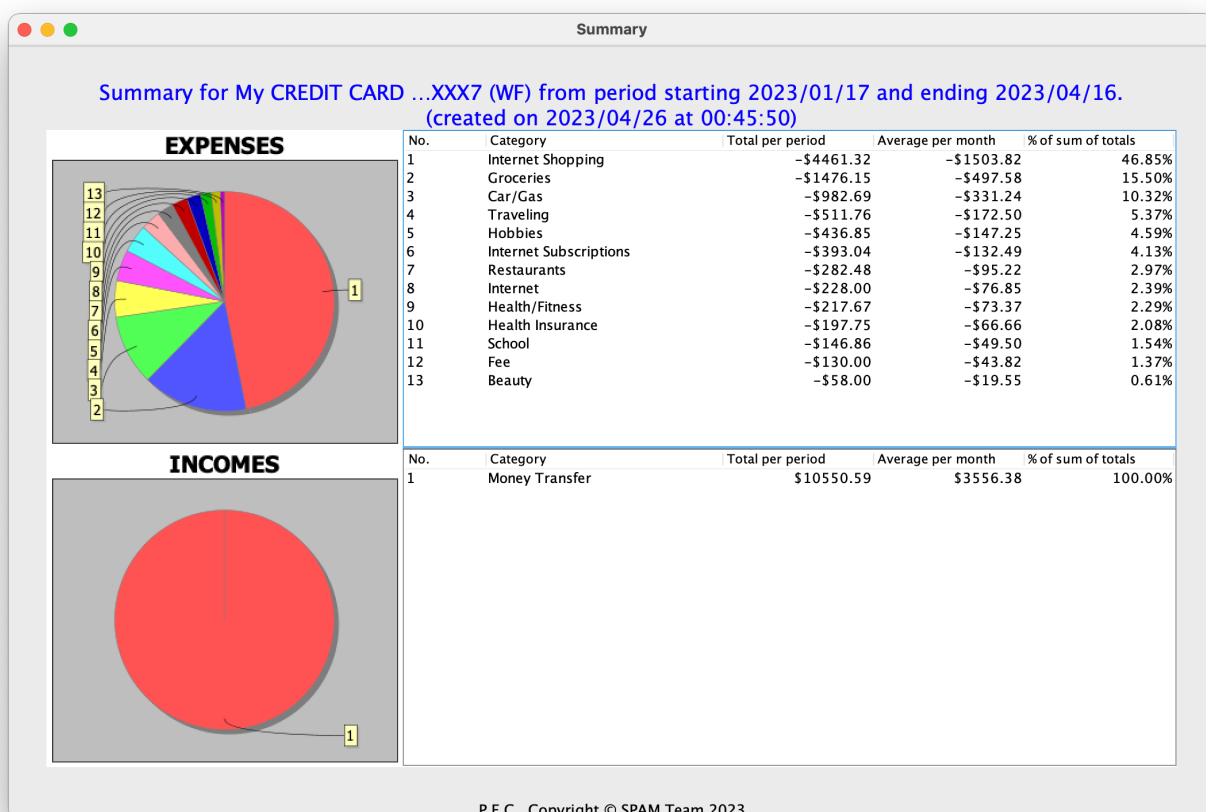 Summary
Summary for My CREDIT CARD ...XXX7 (WF) from period starting 2023/01/17 and ending 2023/04/16.
(created on 2023/04/26 at 00:45:50)
EXPENSES
13
12
11
10
9
8
7
6
5
4
3
2
1
No. Category Total per period Average per month % of sum of totals
1 Internet Shopping -$4461.32 -$1503.82 46.85%
2 Groceries -$1476.15 -$497.58 15.50%
3 Car/Gas -$982.69 -$331.24 10.32%
4 Traveling -$511.76 -$172.50 5.37%
5 Hobbies -$436.85 -$147.25 4.59%
6 Internet Subscriptions -$393.04 -$132.49 4.13%
7 Restaurants -$282.48 -$95.22 2.97%
8 Internet -$228.00 -$76.85 2.39%
9 Health/Fitness -$217.67 -$73.37 2.29%
10 Health Insurance -$197.75 -$66.66 2.08%
11 School -$146.86 -$49.50 1.54%
12 Fee -$130.00 -$43.82 1.37%
13 Beauty -$58.00 -$19.55 0.61%
INCOMES
1
No. Category Total per period Average per month % of sum of totals
1 Money Transfer $10550.59 $3556.38 100.00%
P.F.C. Copyright © SPAM Team 2023